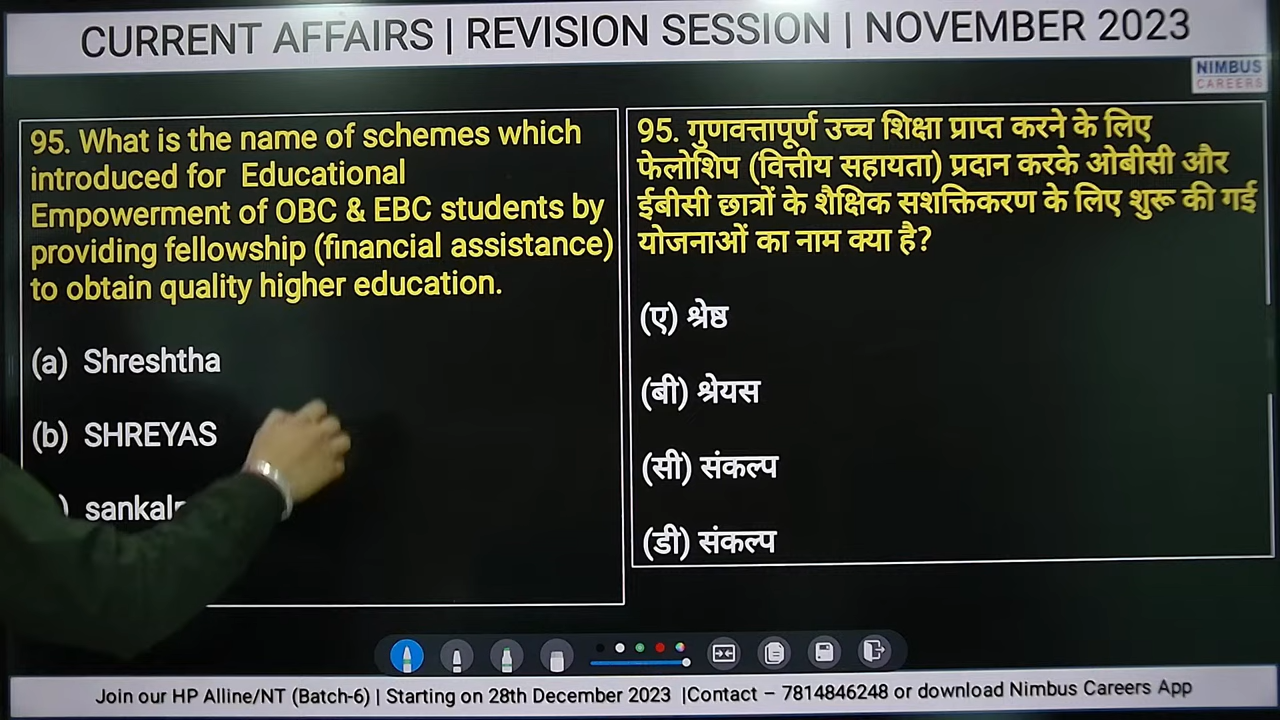 CURRENT AFFAIRS | REVISION SESSION | NOVEMBER 2023
NIMBUS
CAREERS
95. What is the name of schemes which
introduced for Educational
Empowerment of OBC & EBC students by
providing fellowship (financial assistance)
to obtain quality higher education.
(a) Shreshtha
(b) SHREYAS
)
95. गुणवत्तापूर्ण उच्च शिक्षा प्राप्त करने के लिए
फेलोशिप (वित्तीय सहायता) प्रदान करके ओबीसी और
ईबीसी छात्रों के शैक्षिक सशक्तिकरण के लिए शुरू की गई
योजनाओं का नाम क्या है?
(ए) श्रेष्ठ
(बी) श्रेयस
(सी) संकल्प
(डी) संकल्प
Join our HP Alline/NT (Batch-6) | Starting on 28th December 2023 |Contact – 7814846248 or download Nimbus Careers App